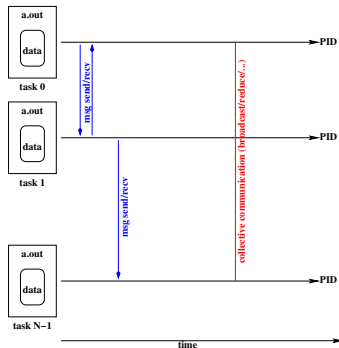 a.out
data
task 0
PID
msg send/recv
collective communication (broadcast/reduce/...)
a.out
data
task 1
PID
msg send/recv
a.out
data
task N−1
PID
time